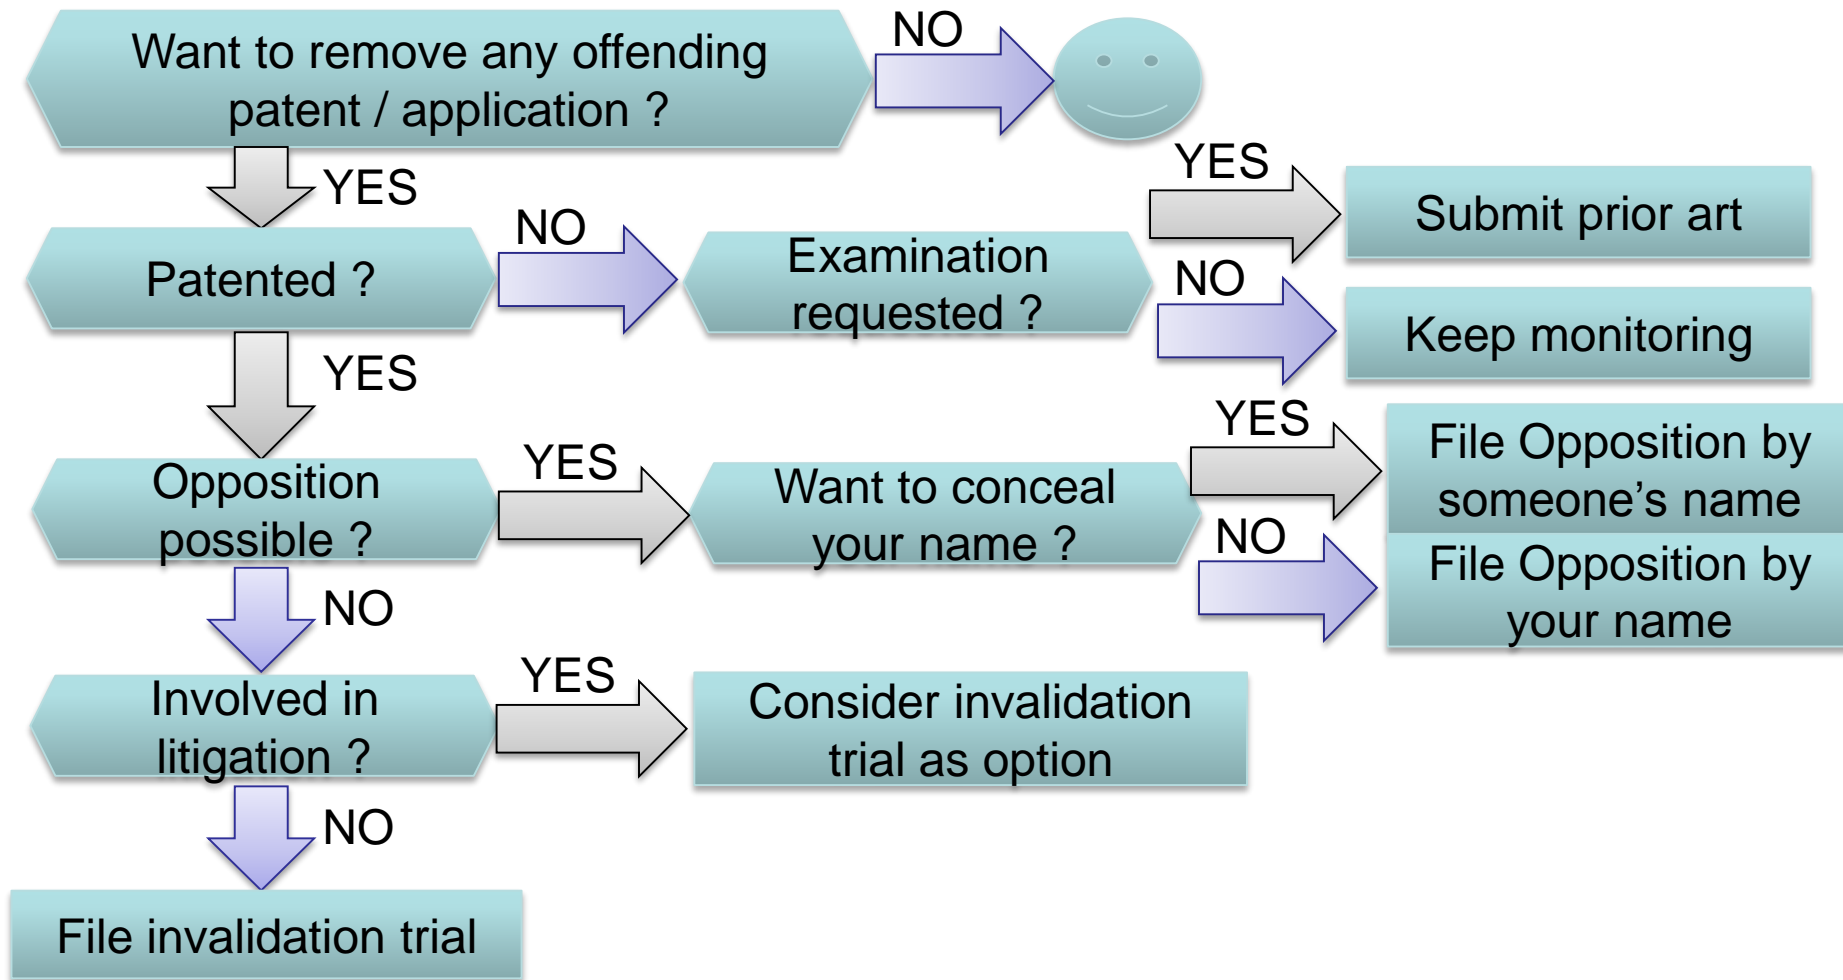 Want to remove any offending
patent / application ?
NO
YES
Patented ?
NO
Examination
requested ?
YES
Submit prior art
NO
Keep monitoring
YES
Opposition
possible ?
YES
Want to conceal
your name ?
YES
File Opposition by
someone’s name
NO
File Opposition by
your name
NO
Involved in
litigation ?
YES
Consider invalidation
trial as option
NO
File invalidation trial